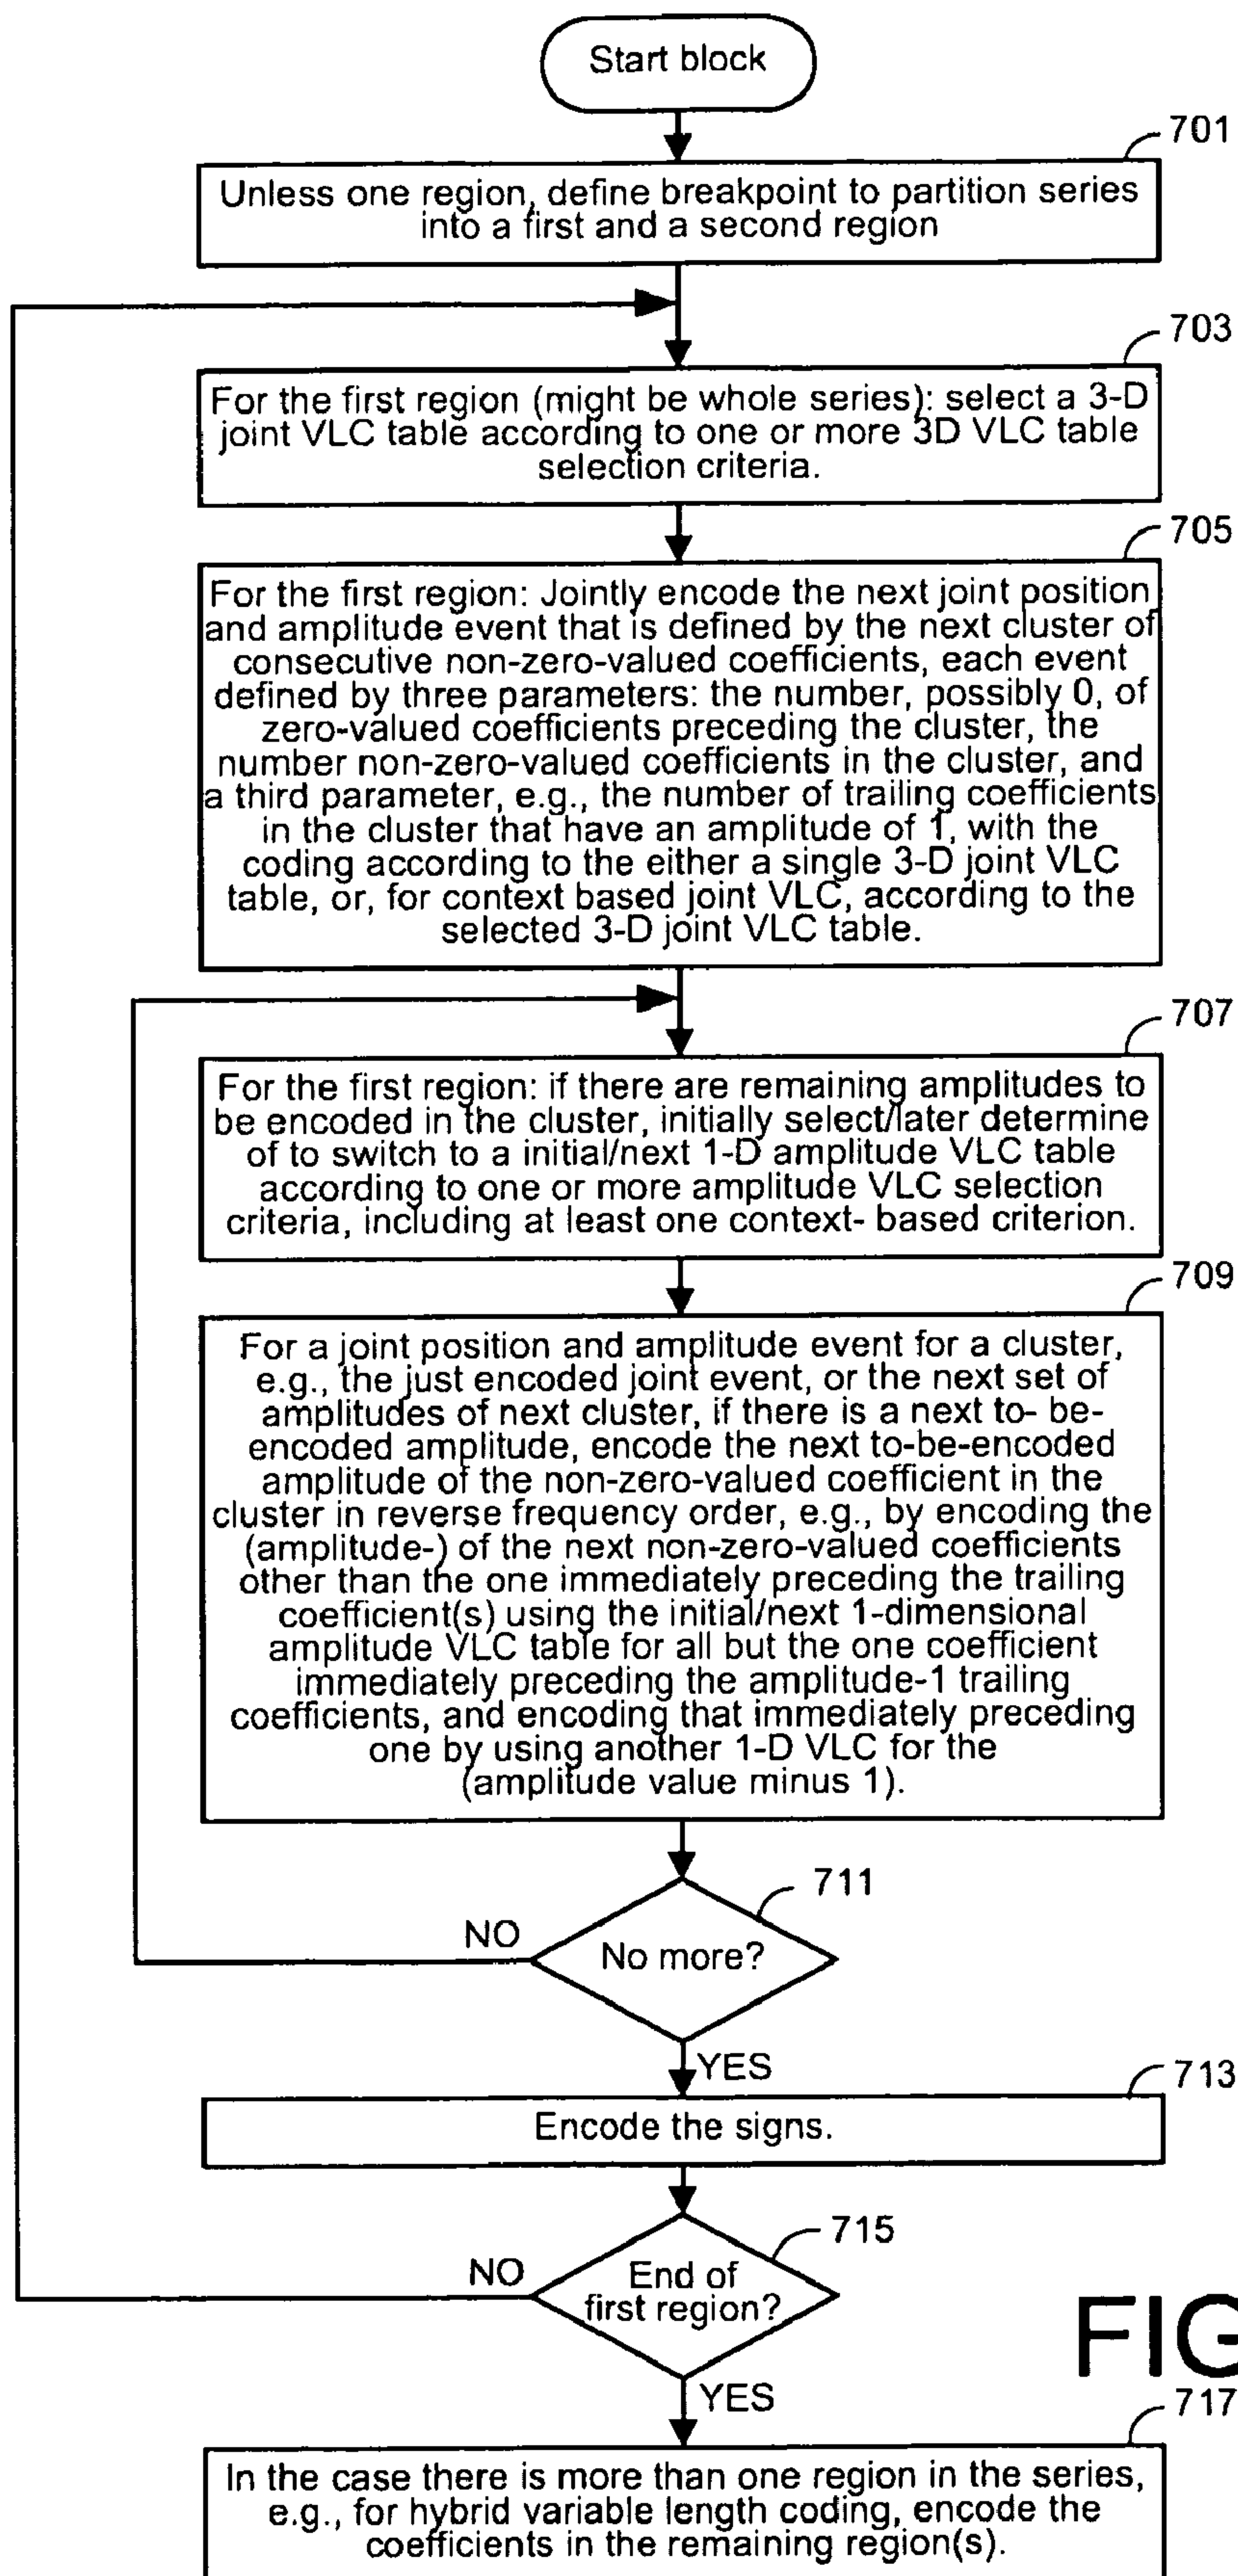 Start block
701
Unless one region, define breakpoint to partition series
into a first and a second region
703
For the first region (might be whole series): select a 3-D
joint VLC table according to one or more 3D VLC table
selection criteria.
705
For the first region: Jointly encode the next joint position
and amplitude event that is defined by the next cluster of
consecutive non-zero-valued coefficients, each event
defined by three parameters: the number, possibly 0, of
zero-valued coefficients preceding the cluster, the
number non-zero-valued coefficients in the cluster, and
a third parameter, e.g., the number of trailing coefficients
in the cluster that have an amplitude of 1, with the
coding according to the either a single 3-D joint VLC
table, or, for context based joint VLC, according to the
selected 3-D joint VLC table.
707
For the first region: if there are remaining amplitudes to
be encoded in the cluster, initially select/later determine
of to switch to a initial/next 1-D amplitude VLC table
according to one or more amplitude VLC selection
criteria, including at least one context- based criterion.
709
For a joint position and amplitude event for a cluster,
e.g., the just encoded joint event, or the next set of
amplitudes of next cluster, if there is a next to- be-
encoded amplitude, encode the next to-be-encoded
amplitude of the non-zero-valued coefficient in the
cluster in reverse frequency order, e.g., by encoding the
(amplitude-) of the next non-zero-valued coefficients
other than the one immediately preceding the trailing
coefficient(s) using the initial/next 1-dimensional
amplitude VLC table for all but the one coefficient
immediately preceding the amplitude-1 trailing
coefficients, and encoding that immediately preceding
one by using another 1-D VLC for the
(amplitude value minus 1).
711
NO
No more?
YES
713
Encode the signs.
715
NO
End of
first region?
FIG
YES
717
In the case there is more than one region in the series,
e.g., for hybrid variable length coding, encode the
coefficients in the remaining region(s).